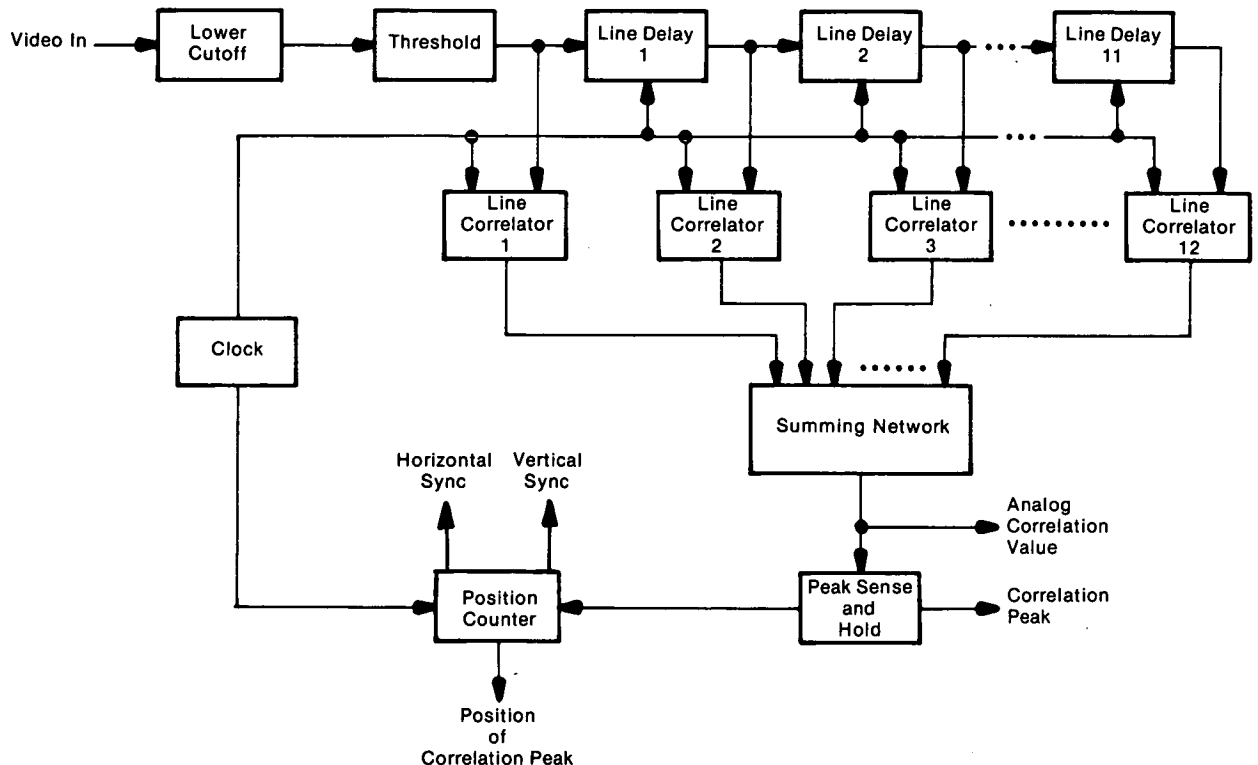 Video In
Lower
Cutoff
Threshold
Line Delay
1
Line Delay
2
Line Delay
11
Line
Correlator
1
Line
Correlator
2
Line
Correlator
3
Line
Correlator
12
Clock
Summing Network
Horizontal
Sync
Vertical
Sync
Analog
Correlation
Value
Position
Counter
Peak Sense
and
Hold
Correlation
Peak
Position
of
Correlation Peak